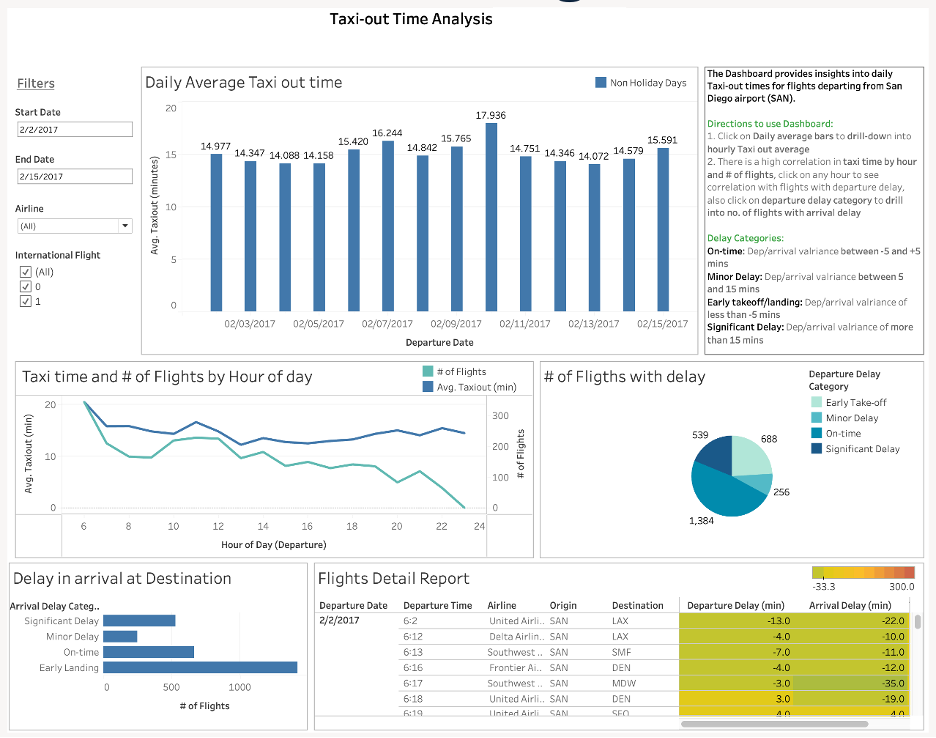 Taxi-out Time Analysis
Filters
Start Date
2/2/2017
End Date
2/15/2017
Airline
(All)
International Flight
(All)
0
1
Daily Average Taxi out time
Non Holiday Days
Avg. Taxiout (minutes)
20
15
10
5
0
14.977
14.347
14.088
14.158
15.420
16.244
14.842
15.765
17.936
14.751
14.346
14.072
14.579
15.591
02/03/2017
02/05/2017
02/07/2017
02/09/2017
02/11/2017
02/13/2017
02/15/2017
Departure Date
The Dashboard provides insights into daily
Taxi-out times for flights departing from San
Diego airport (SAN).
Directions to use Dashboard:
1. Click on Daily average bars to drill-down into
hourly Taxi out average
2. There is a high correlation in taxi time by hour
and # of flights, click on any hour to see
correlation with flights with departure delay,
also click on departure delay category to drill
into no. of flights with arrival delay
Delay Categories:
On-time: Dep/arrival valriance between -5 and +5
mins
Minor Delay: Dep/arrival valriance between 5
and 15 mins
Early takeoff/landing: Dep/arrival valriance of
less than -5 mins
Significant Delay: Dep/arrival valriance of more
than 15 mins
Taxi time and # of Flights by Hour of day
# of Flights
Avg. Taxiout (min)
Avg. Taxiout (min)
20
10
0
300
200
100
0
# of Flights
6 8 10 12 14 16 18 20 22 24
Hour of Day (Departure)
# of Fligths with delay
Departure Delay
Category
Early Take-off
Minor Delay
On-time
Significant Delay
539
688
256
1,384
Delay in arrival at Destination
Arrival Delay Categ..
Significant Delay
Minor Delay
On-time
Early Landing
0 500 1000
# of Flights
Flights Detail Report
-33.3 300.0
Departure Date Departure Time Airline Origin Destination Departure Delay (min) Arrival Delay (min)
2/2/2017 6:2 United Airli.. SAN LAX -13.0 -22.0
6:12 Delta Airlin.. SAN LAX -4.0 -10.0
6:13 Southwest .. SAN SMF -7.0 -11.0
6:16 Frontier Ai.. SAN DEN -4.0 -12.0
6:17 Southwest .. SAN MDW -3.0 -35.0
6:18 United Airli.. SAN DEN 3.0 -19.0
6:19 United Airli.. SAN SFO